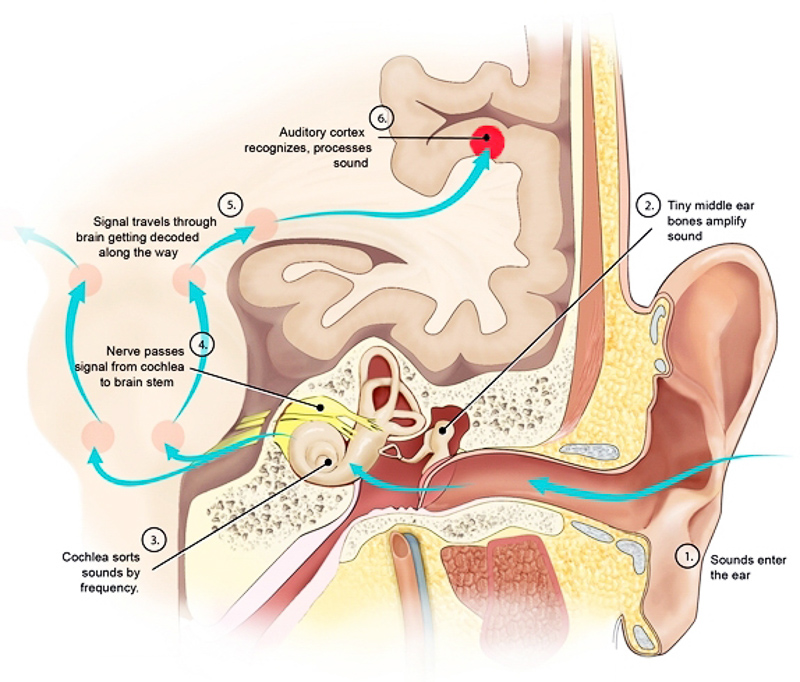 1.
Sounds enter
the ear
2.
Tiny middle ear
bones amplify
sound
3.
Cochlea sorts
sounds by
frequency.
4.
Nerve passes
signal from cochlea
to brain stem
5.
Signal travels through
brain getting decoded
along the way
6.
Auditory cortex
recognizes, processes
sound